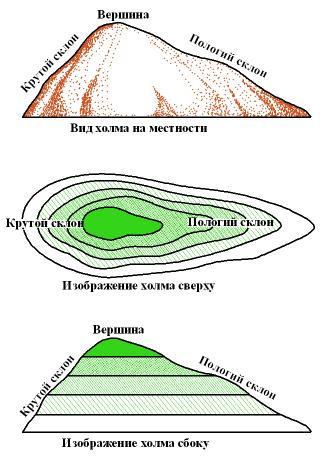 Вершина
Крутой склон
Пологий склон
Вид холма на местности
Крутой склон
Пологий склон
Изображение холма сверху
Вершина
Крутой склон
Пологий склон
Изображение холма сбоку